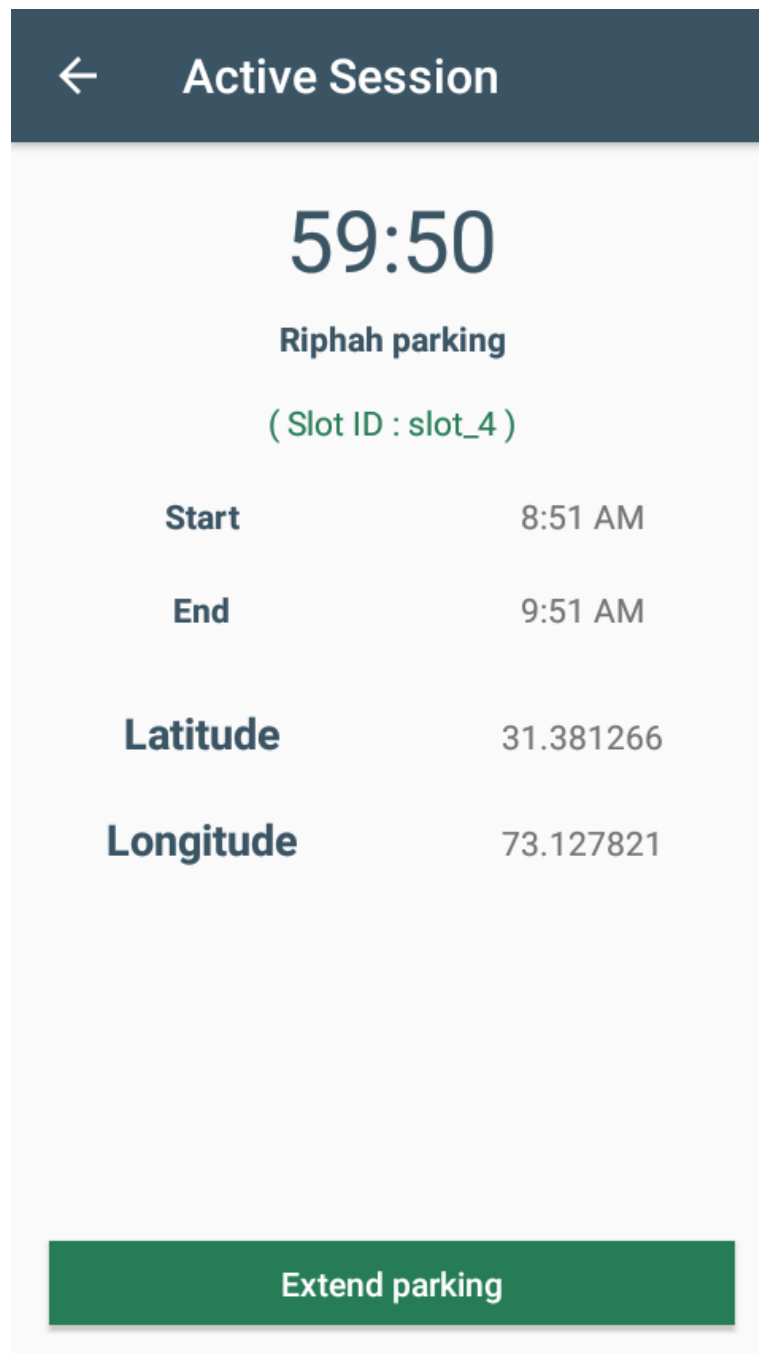 Active Session
59:50
Riphah parking
( Slot ID : slot_4 )
Start 8:51 AM
End 9:51 AM
Latitude 31.381266
Longitude 73.127821
Extend parking